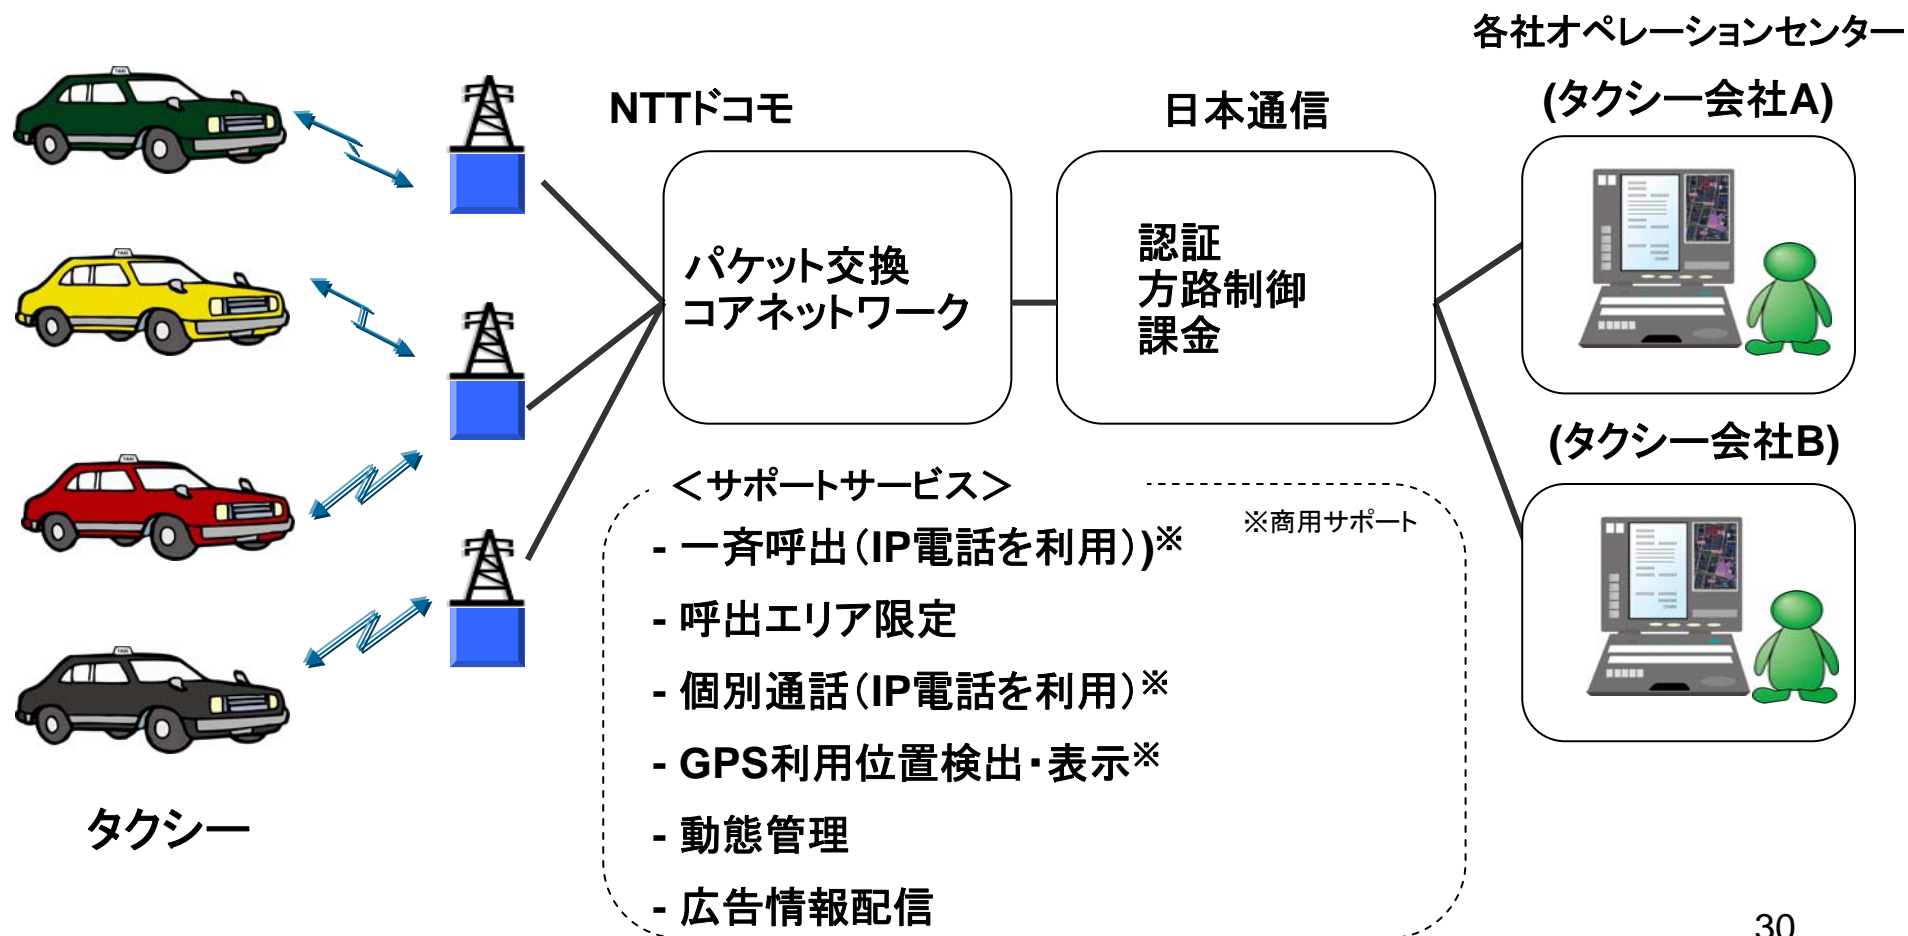 各社オペレーションセンター
NTTドコモ
日本通信
(タクシー会社A)
パケット交換
コアネットワーク
認証
方路制御
課金
(タクシー会社B)
＜サポートサービス＞
※商用サポート
- 一斉呼出（IP電話を利用）)※
- 呼出エリア限定
- 個別通話（IP電話を利用）※
- GPS利用位置検出・表示※
- 動態管理
- 広告情報配信
タクシー
30